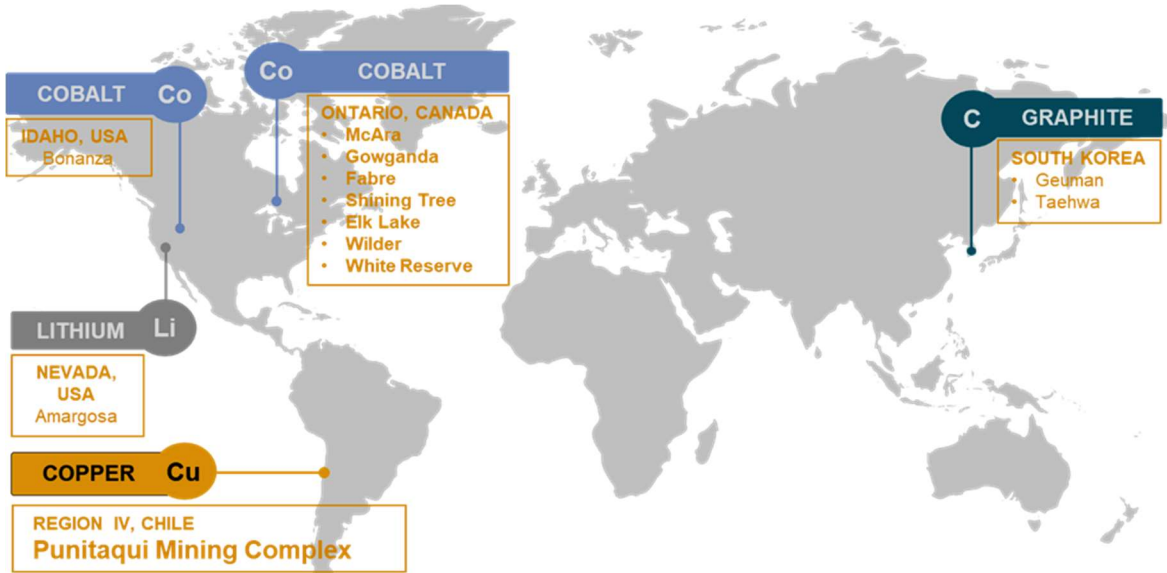 COBALT Co
IDAHO, USA
Bonanza
Co COBALT
ONTARIO, CANADA
• McAra
• Gowganda
• Fabre
• Shining Tree
• Elk Lake
• Wilder
• White Reserve
C GRAPHITE
SOUTH KOREA
• Geuman
• Taehwa
LITHIUM Li
NEVADA,
USA
Amargosa
COPPER Cu
REGION IV, CHILE
Punitaqui Mining Complex